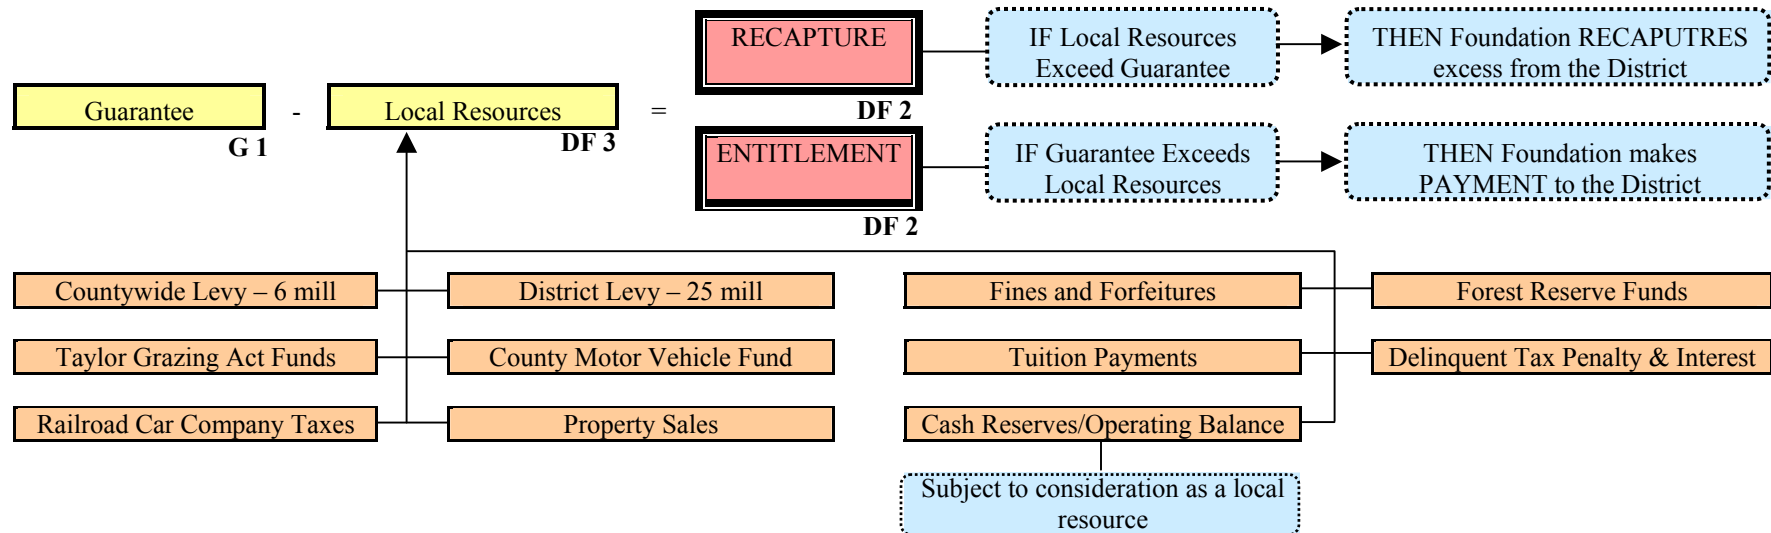 RECAPTURE
IF Local Resources
Exceed Guarantee
THEN Foundation RECAPUTRES
excess from the District
DF 2
Guarantee
-
Local Resources
=
G 1
DF 3
ENTITLEMENT
IF Guarantee Exceeds
Local Resources
THEN Foundation makes
PAYMENT to the District
DF 2
Countywide Levy – 6 mill
District Levy – 25 mill
Fines and Forfeitures
Forest Reserve Funds
Taylor Grazing Act Funds
County Motor Vehicle Fund
Tuition Payments
Delinquent Tax Penalty & Interest
Railroad Car Company Taxes
Property Sales
Cash Reserves/Operating Balance
Subject to consideration as a local
resource